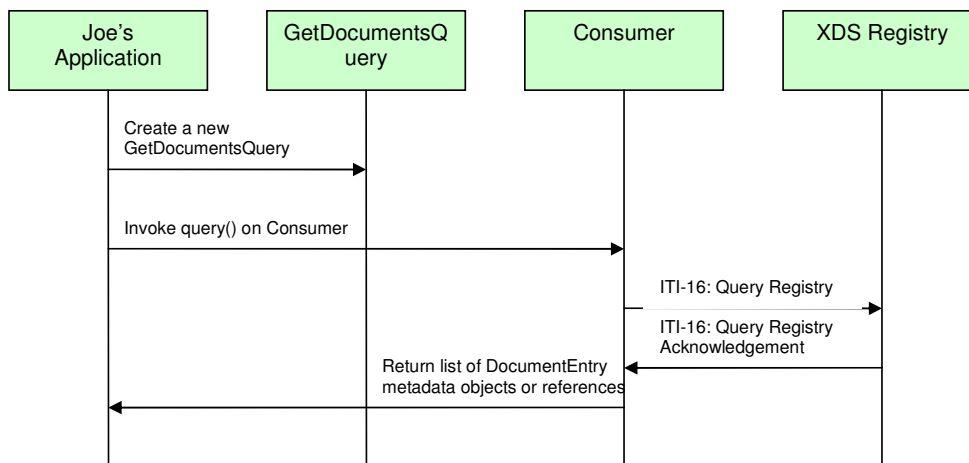 Joe's
Application
GetDocumentsQ
uery
Consumer
XDS Registry
Create a new
GetDocumentsQuery
Invoke query() on Consumer
ITI-16: Query Registry
ITI-16: Query Registry
Acknowledgement
Return list of DocumentEntry
metadata objects or references